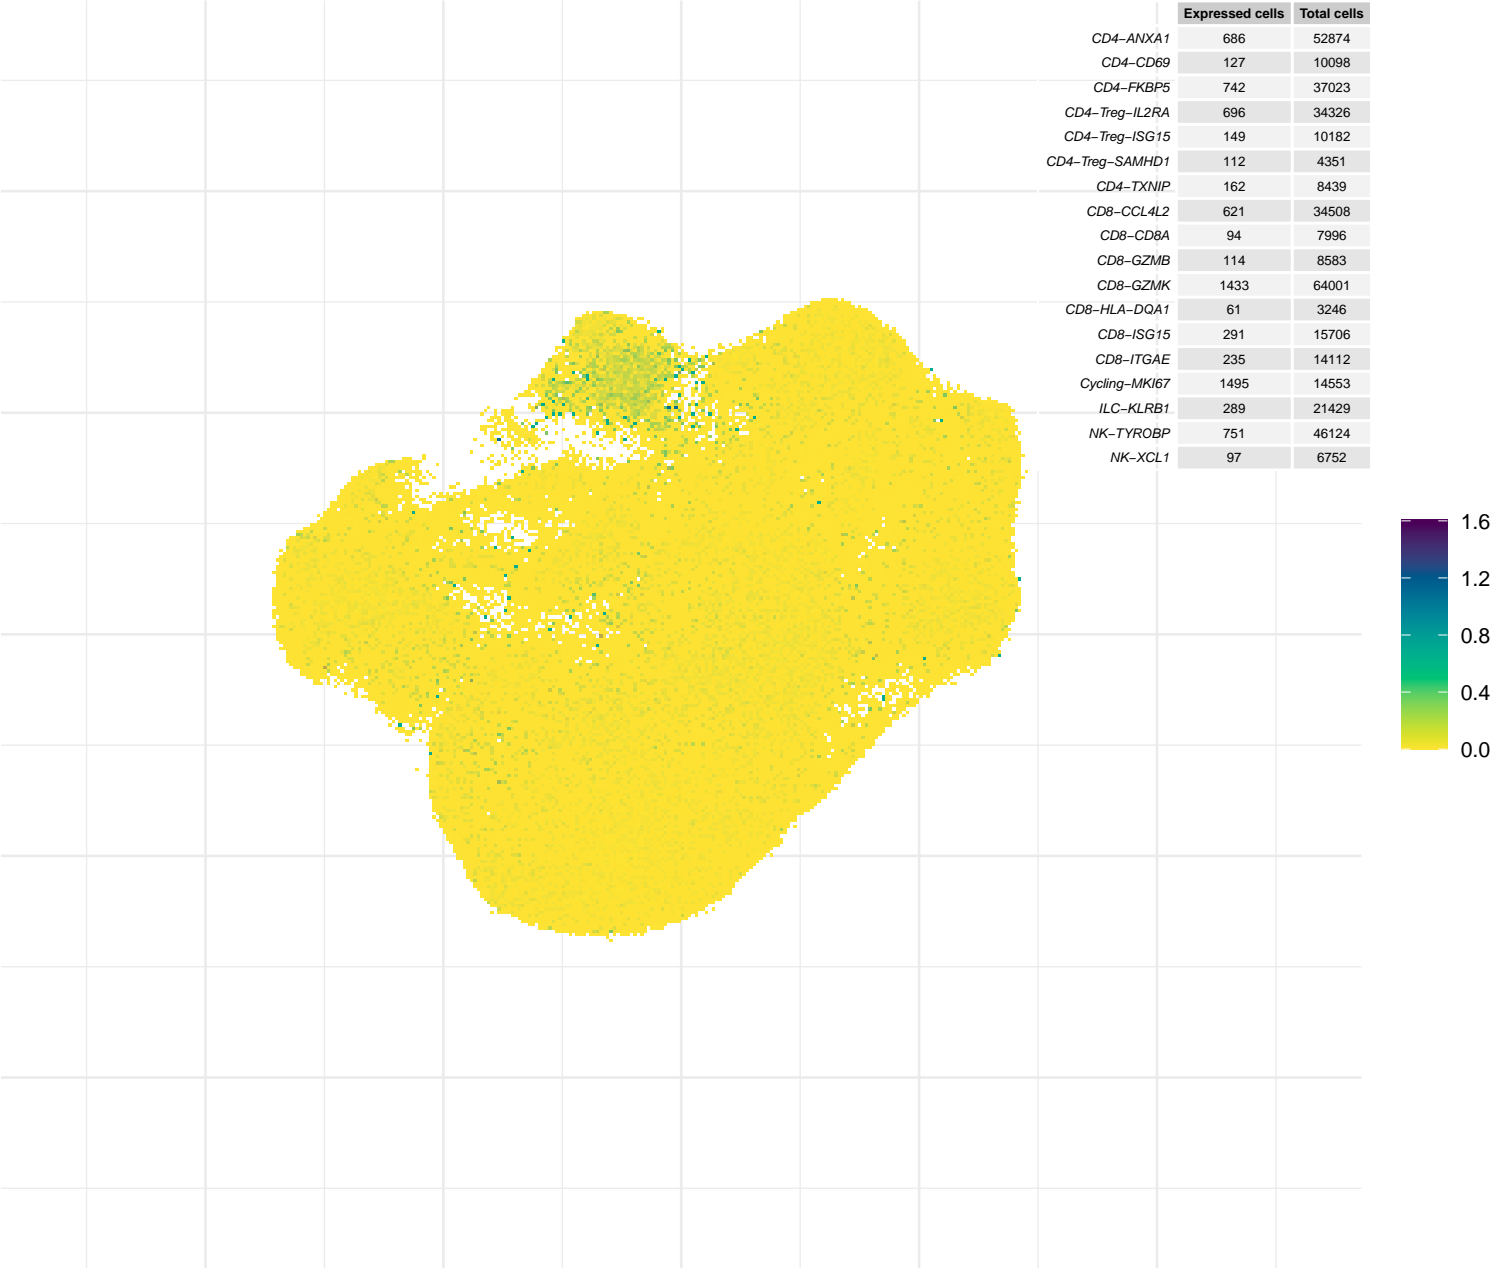 Expressed cells Total cells
CD4−ANXA1 686 52874
CD4−CD69 127 10098
CD4−FKBP5 742 37023
CD4−Treg−IL2RA 696 34326
CD4−Treg−ISG15 149 10182
CD4−Treg−SAMHD1 112 4351
CD4−TXNIP 162 8439
CD8−CCL4L2 621 34508
CD8−CD8A 94 7996
CD8−GZMB 114 8583
CD8−GZMK 1433 64001
CD8−HLA−DQA1 61 3246
CD8−ISG15 291 15706
CD8−ITGAE 235 14112
Cycling−MKI67 1495 14553
ILC−KLRB1 289 21429
NK−TYROBP 751 46124
NK−XCL1 97 6752
1.6
1.2
0.8
0.4
0.0